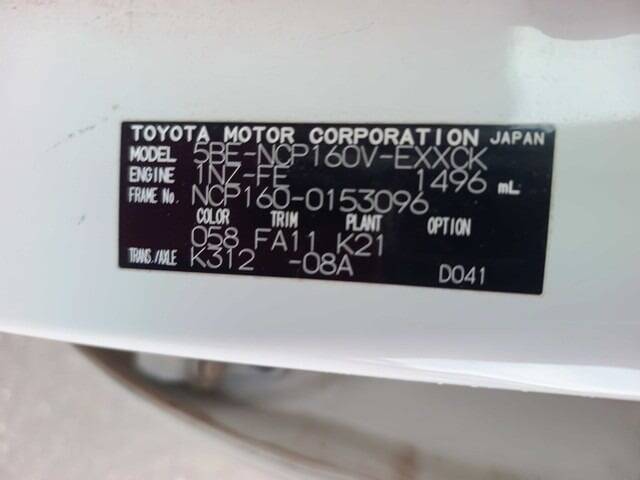 TOYOTA MOTOR CORPORATION JAPAN
MODEL 5BE-NCP160V-EXXCK
ENGINE 1NZ-FE 1496 mL
FRAME No. NCP160-0153096
COLOR TRIM PLANT OPTION
058 FA11 K21
TRANS./AXLE K312 -08A D041